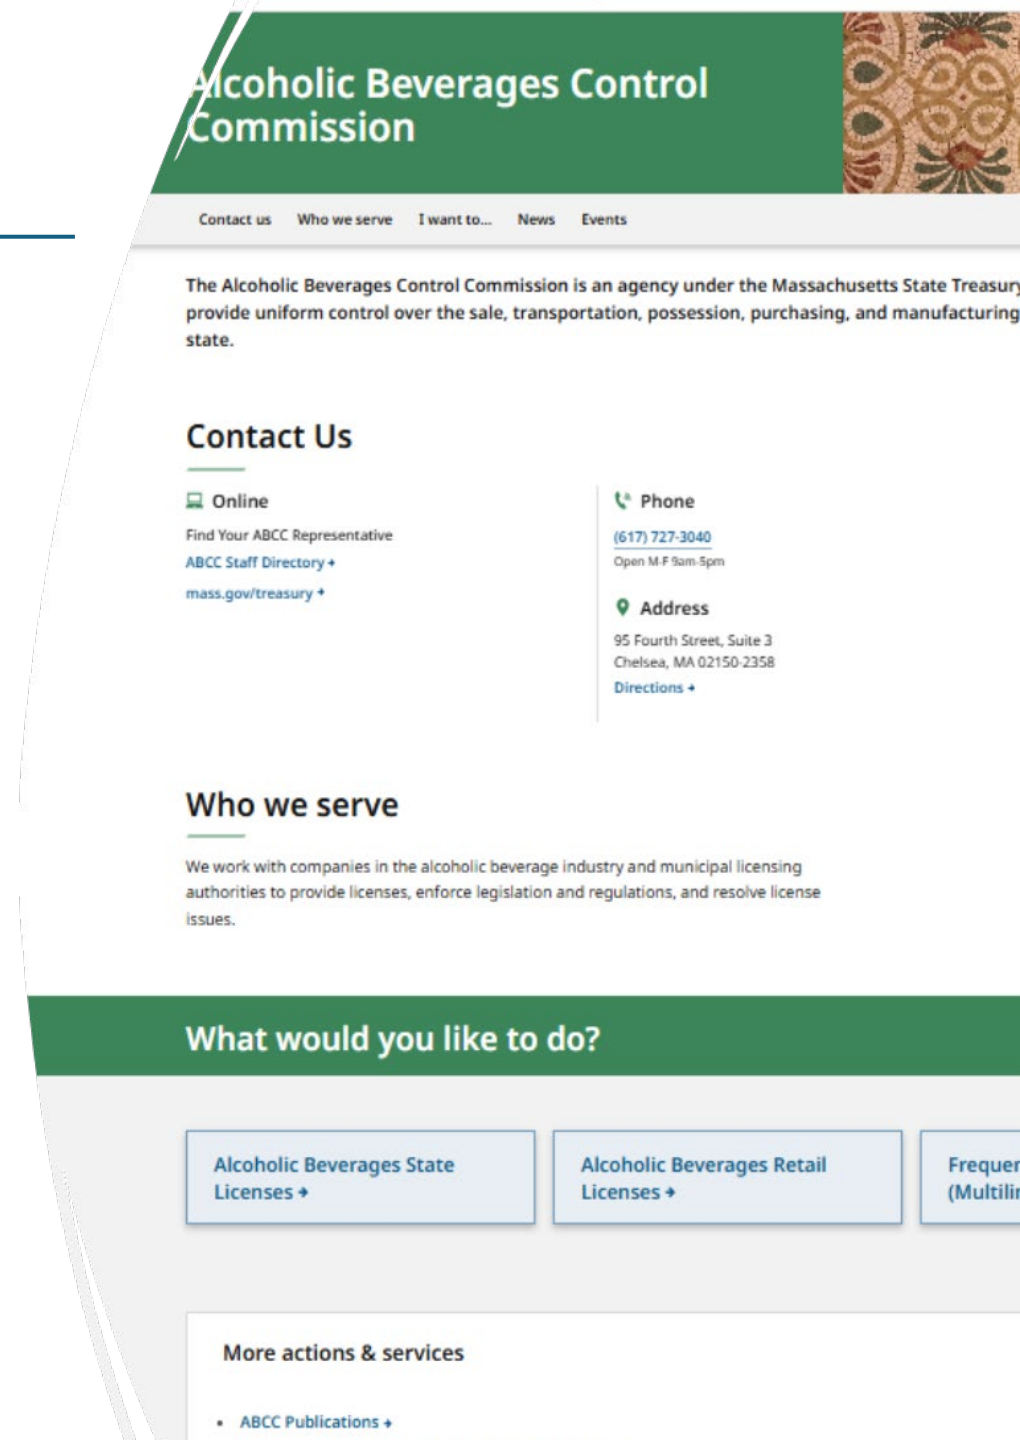 Alcoholic Beverages Control
Commission
Contact us Who we serve I want to... News Events
The Alcoholic Beverages Control Commission is an agency under the Massachusetts State Treasury
provide uniform control over the sale, transportation, possession, purchasing, and manufacturing
state.
Contact Us
Online
Find Your ABCC Representative
ABCC Staff Directory
mass.gov/treasury
Phone
(617) 727-3040
Open M-F 9am-5pm
Address
95 Fourth Street, Suite 3
Chelsea, MA 02150-2358
Directions
Who we serve
We work with companies in the alcoholic beverage industry and municipal licensing
authorities to provide licenses, enforce legislation and regulations, and resolve license
issues.
What would you like to do?
Alcoholic Beverages State
Licenses
Alcoholic Beverages Retail
Licenses
More actions & services
• ABCC Publications